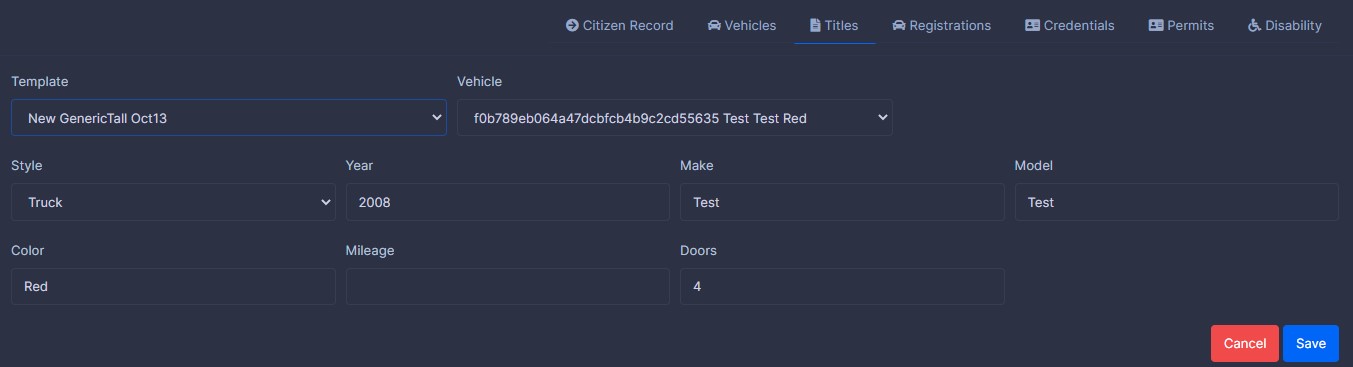 Citizen Record Vehicles Titles Registrations Credentials Permits Disability
Template Vehicle
New GenericTall Oct13 f0b789eb064a47dcbfcb4b9c2cd55635 Test Test Red
Style Year Make Model
Truck 2008 Test Test
Color Mileage Doors
Red 4
Cancel Save